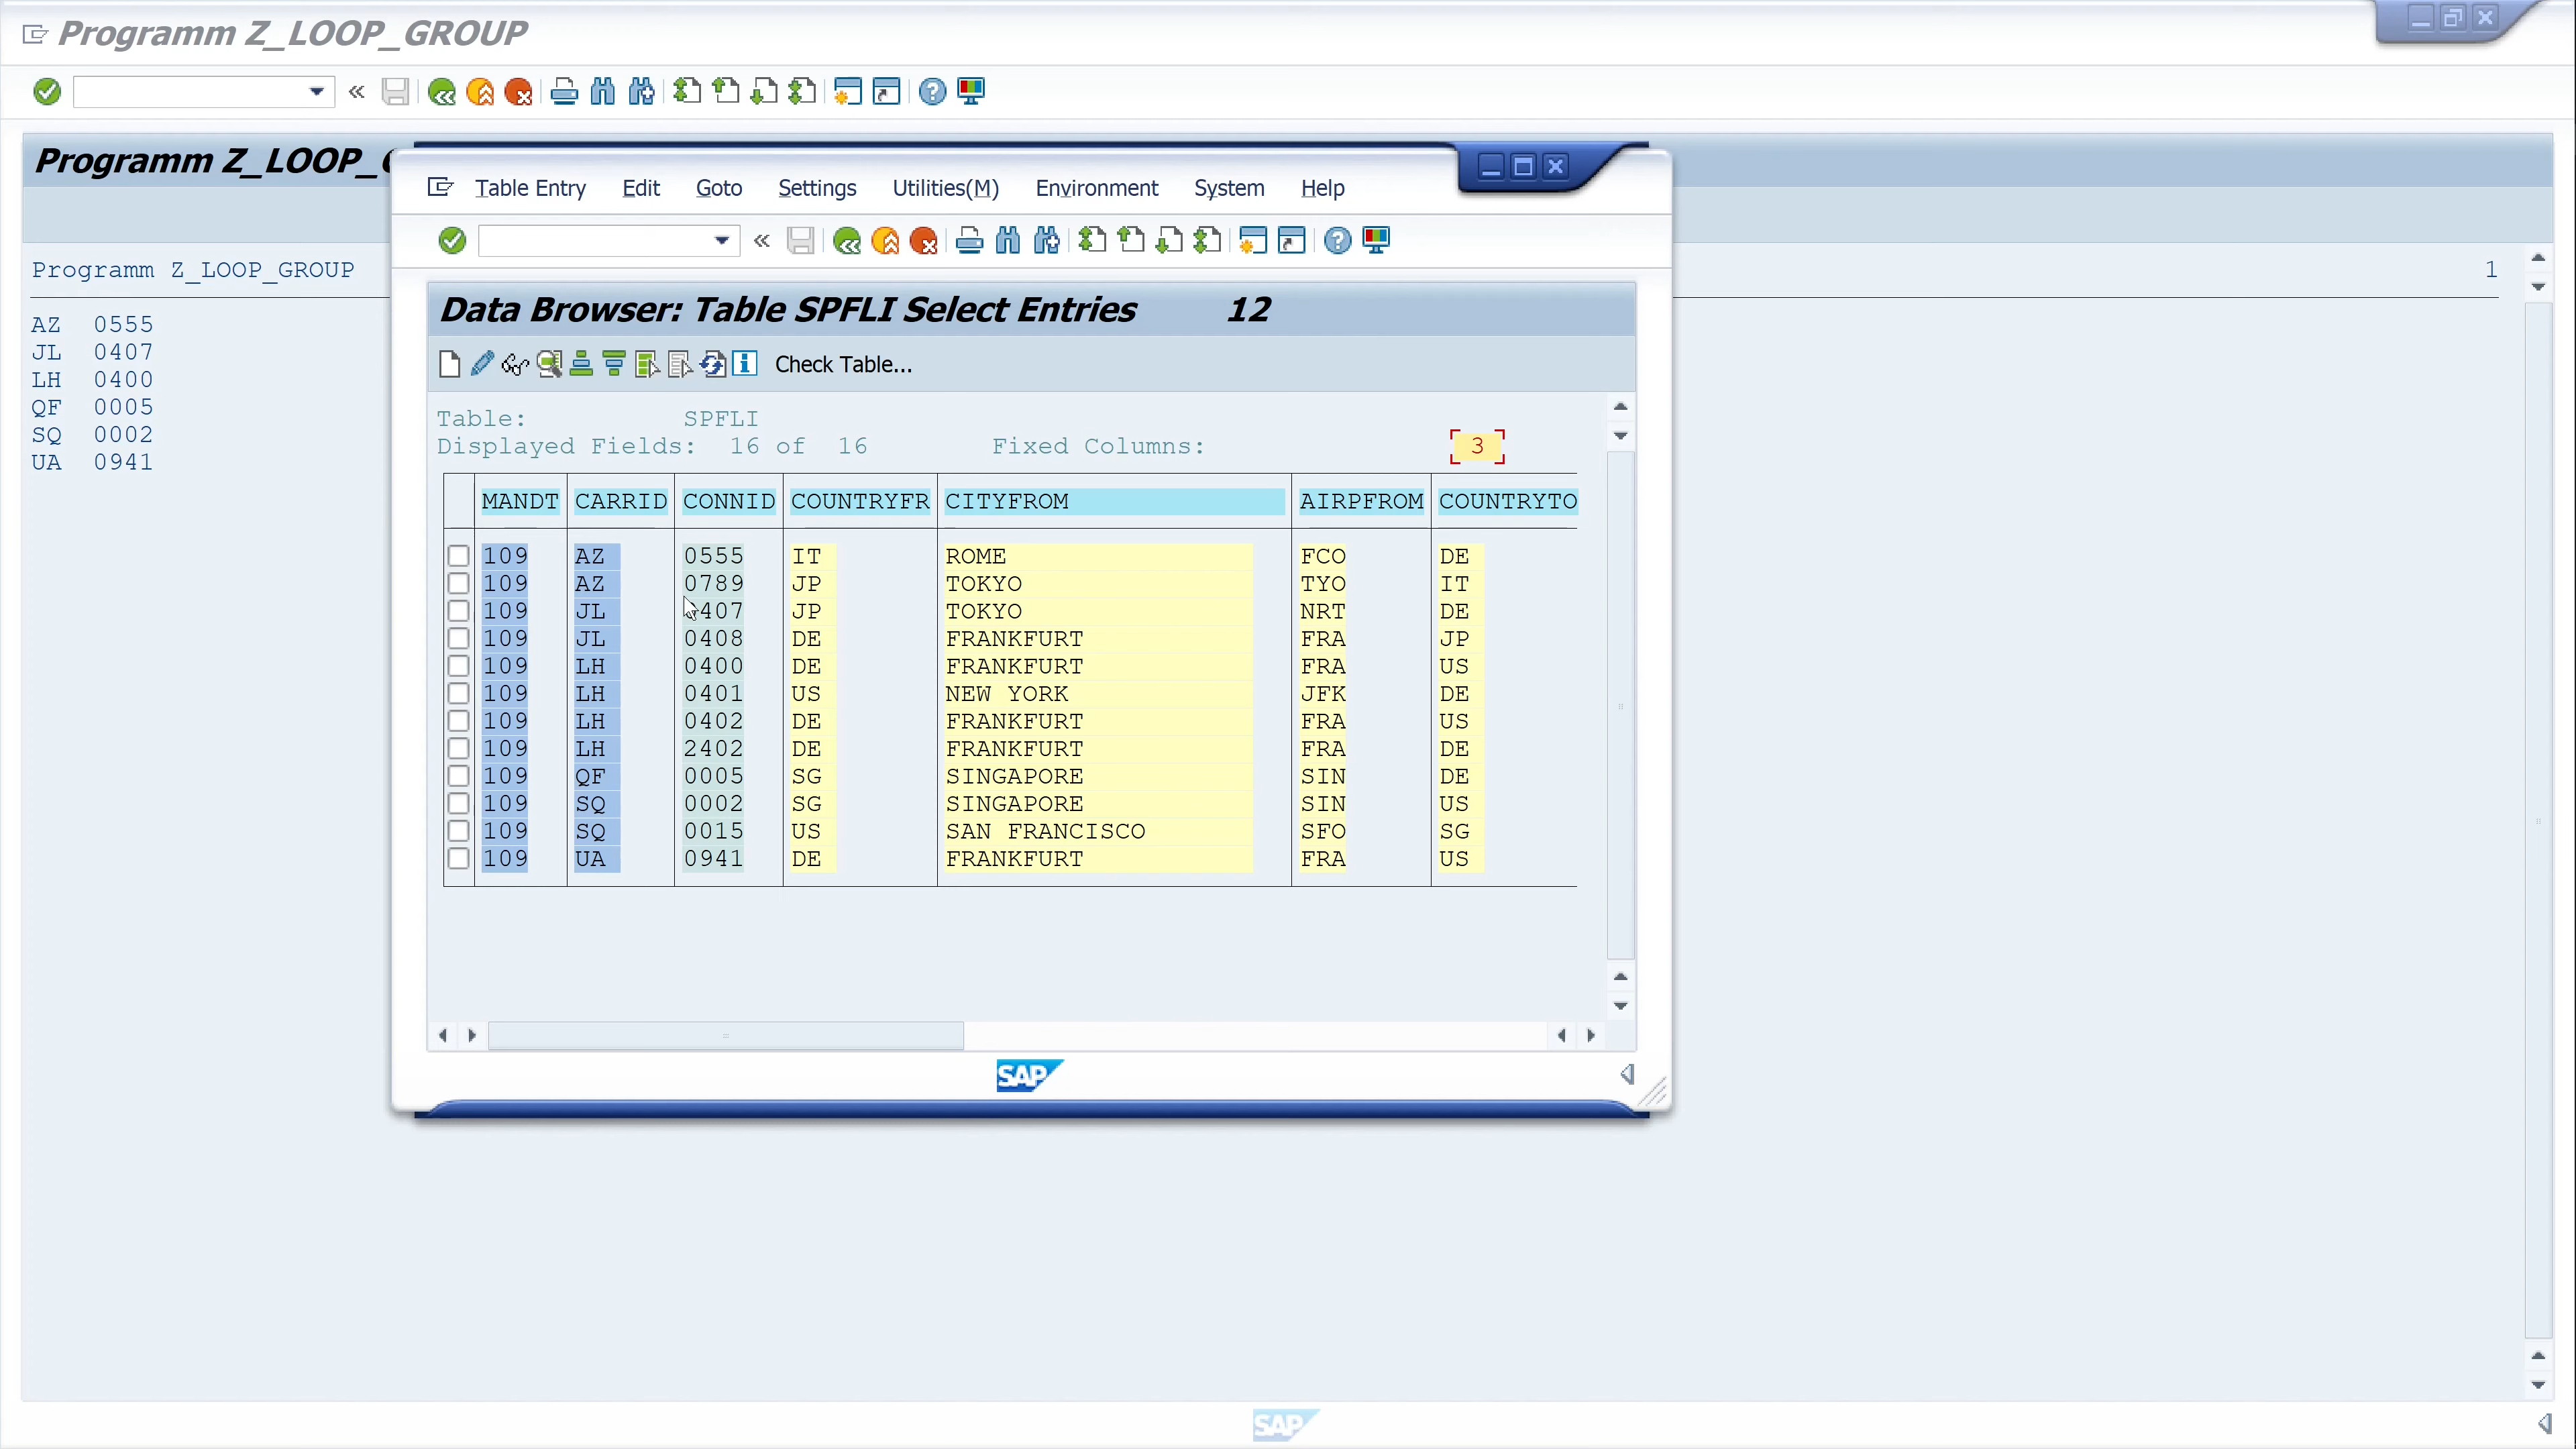 Programm Z_LOOP_GROUP
Programm Z_LOOP_G
Programm Z_LOOP_GROUP 1
AZ 0555
JL 0407
LH 0400
QF 0005
SQ 0002
UA 0941
Table Entry Edit Goto Settings Utilities(M) Environment System Help
Data Browser: Table SPFLI Select Entries 12
Check Table...
Table: SPFLI
Displayed Fields: 16 of 16 Fixed Columns: 3
MANDT CARRID CONNID COUNTRYFR CITYFROM AIRPFROM COUNTRYTO
109 AZ 0555 IT ROME FCO DE
109 AZ 0789 JP TOKYO TYO IT
109 JL 407 JP TOKYO NRT DE
109 JL 0408 DE FRANKFURT FRA JP
109 LH 0400 DE FRANKFURT FRA US
109 LH 0401 US NEW YORK JFK DE
109 LH 0402 DE FRANKFURT FRA US
109 LH 2402 DE FRANKFURT FRA DE
109 QF 0005 SG SINGAPORE SIN DE
109 SQ 0002 SG SINGAPORE SIN US
109 SQ 0015 US SAN FRANCISCO SFO SG
109 UA 0941 DE FRANKFURT FRA US
SAP
SAP